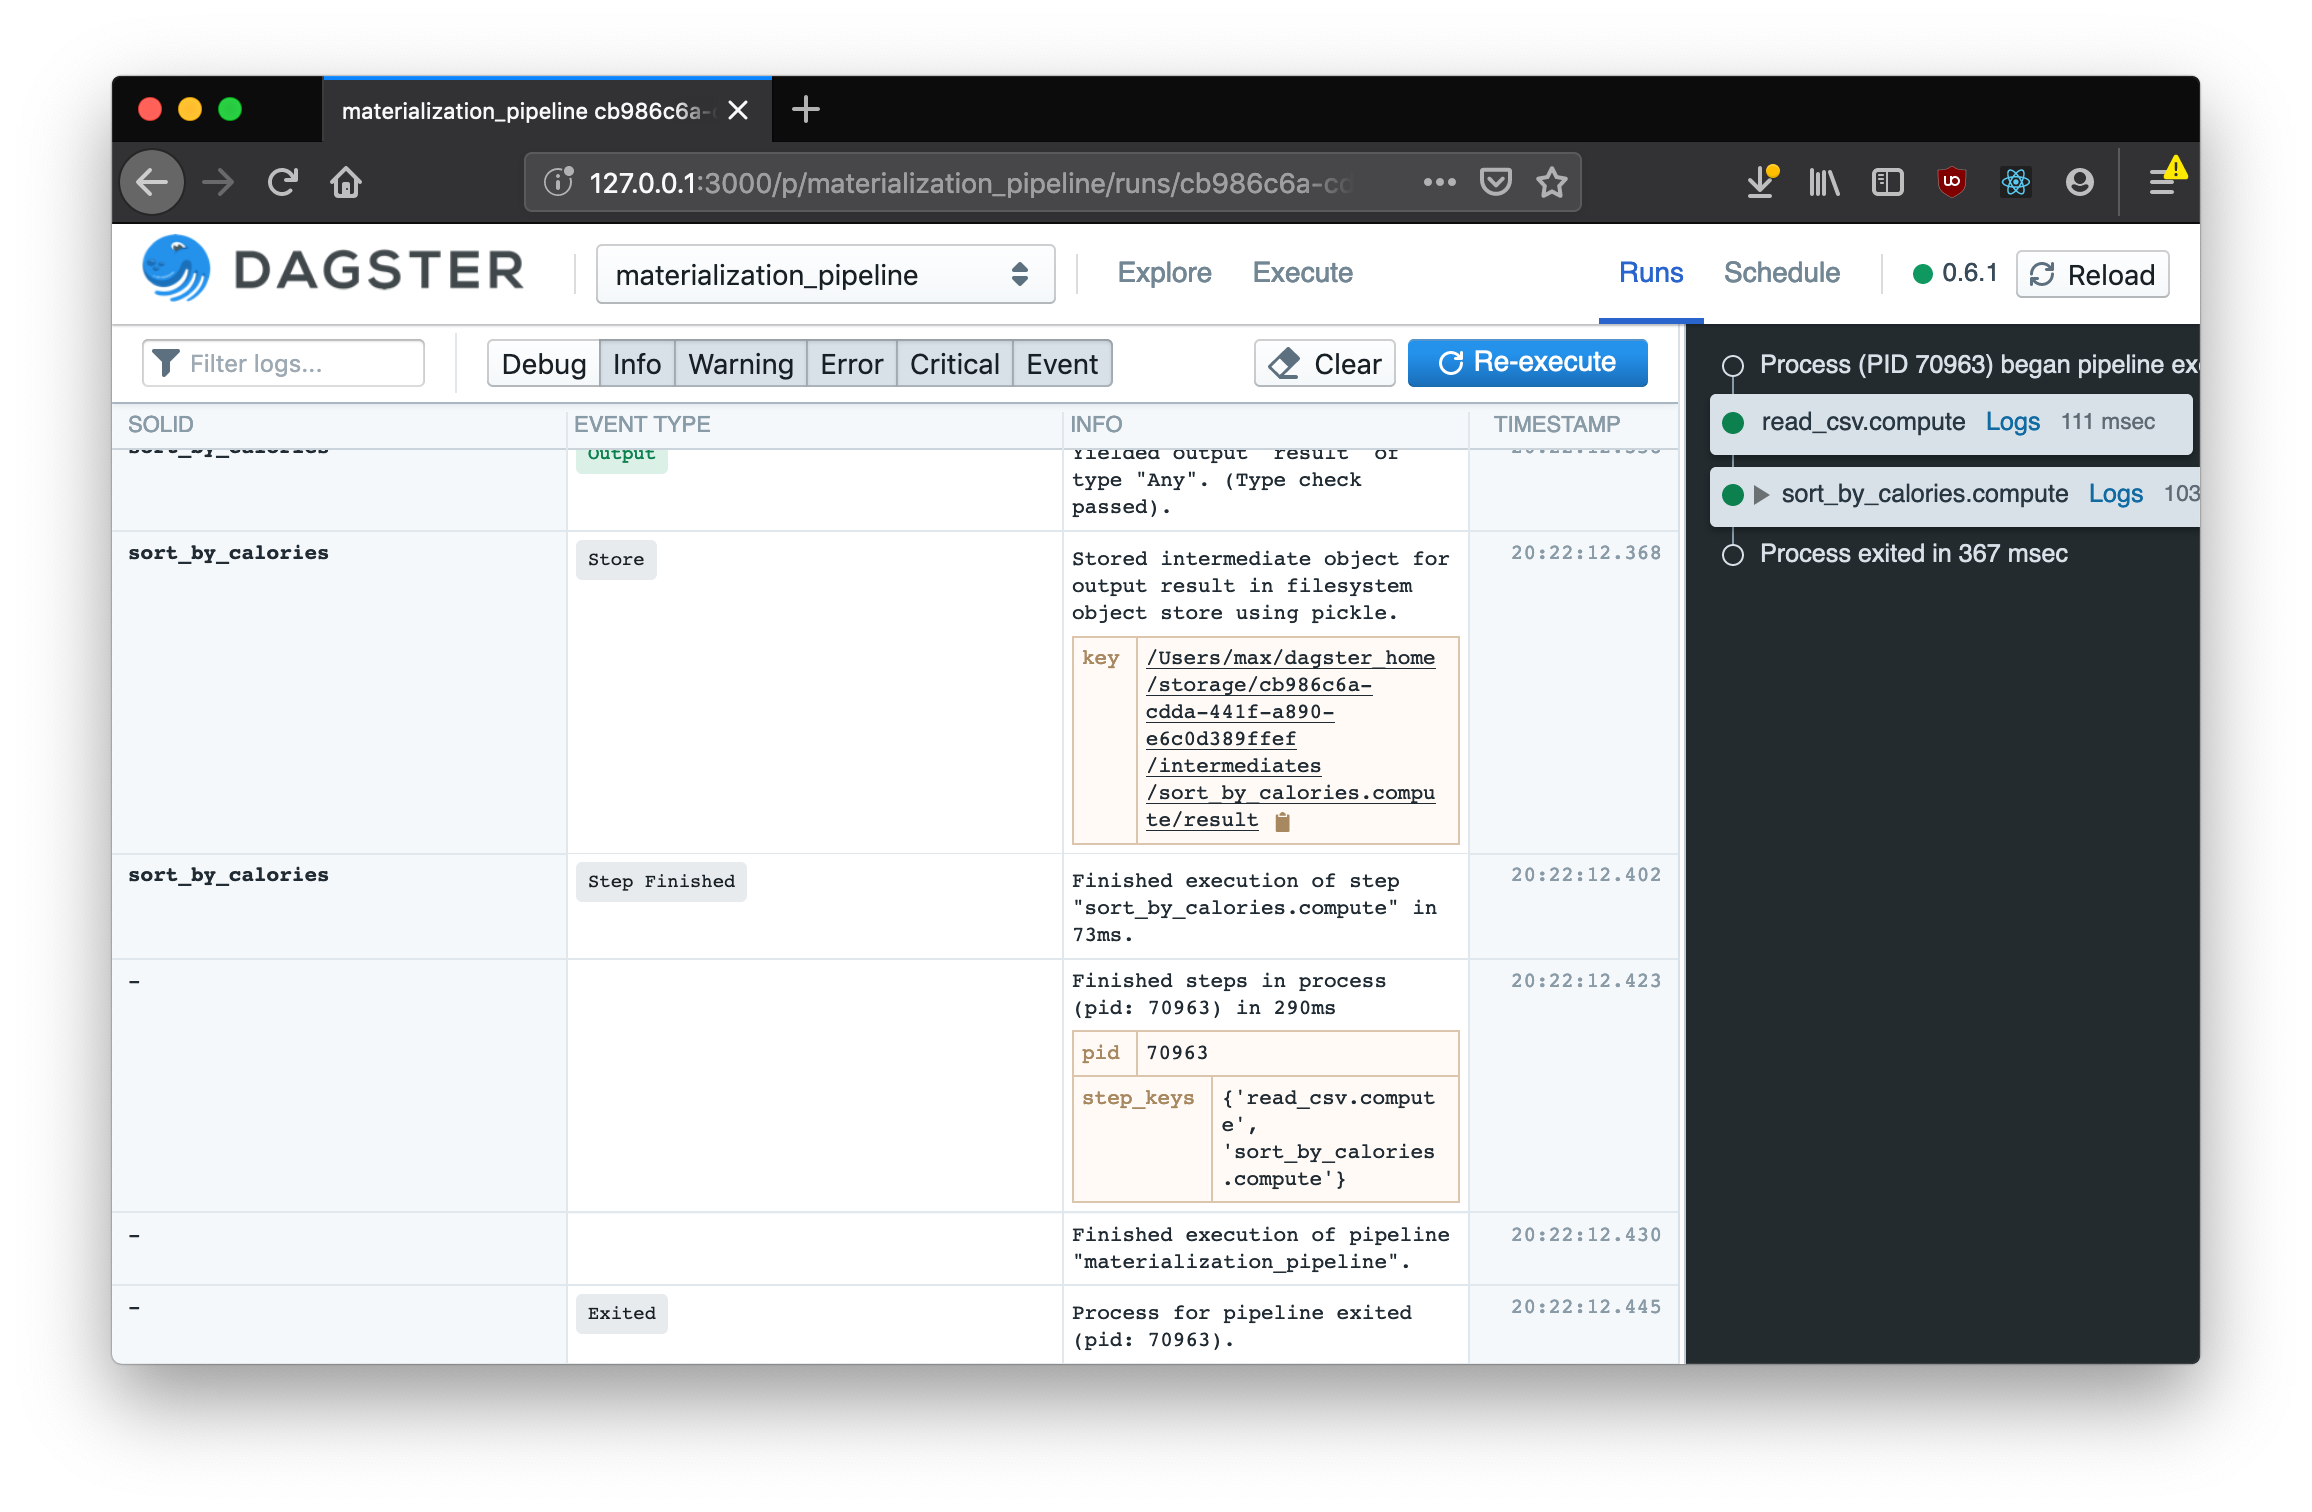 materialization_pipeline cb986c6a-
127.0.0.1:3000/p/materialization_pipeline/runs/cb986c6a-cd
DAGSTER
materialization_pipeline
Explore
Execute
Runs
Schedule
0.6.1
Reload
Filter logs...
Debug
Info
Warning
Error
Critical
Event
Clear
Re-execute
SOLID
EVENT TYPE
INFO
TIMESTAMP
sort_by_calories
Output
Yielded output "result" of
type "Any". (Type check
passed).
sort_by_calories
Store
Stored intermediate object for
output result in filesystem
object store using pickle.
key
/Users/max/dagster_home
/storage/cb986c6a-
cdda-441f-a890-
e6c0d389ffef
/intermediates
/sort_by_calories.compu
te/result
20:22:12.368
sort_by_calories
Step Finished
Finished execution of step
"sort_by_calories.compute" in
73ms.
20:22:12.402
-
Finished steps in process
(pid: 70963) in 290ms
pid
70963
step_keys
{'read_csv.comput
e',
'sort_by_calories
.compute'}
20:22:12.423
-
Finished execution of pipeline
"materialization_pipeline".
20:22:12.430
-
Exited
Process for pipeline exited
(pid: 70963).
20:22:12.445
Process (PID 70963) began pipeline ex
read_csv.compute Logs 111 msec
sort_by_calories.compute Logs 103
Process exited in 367 msec